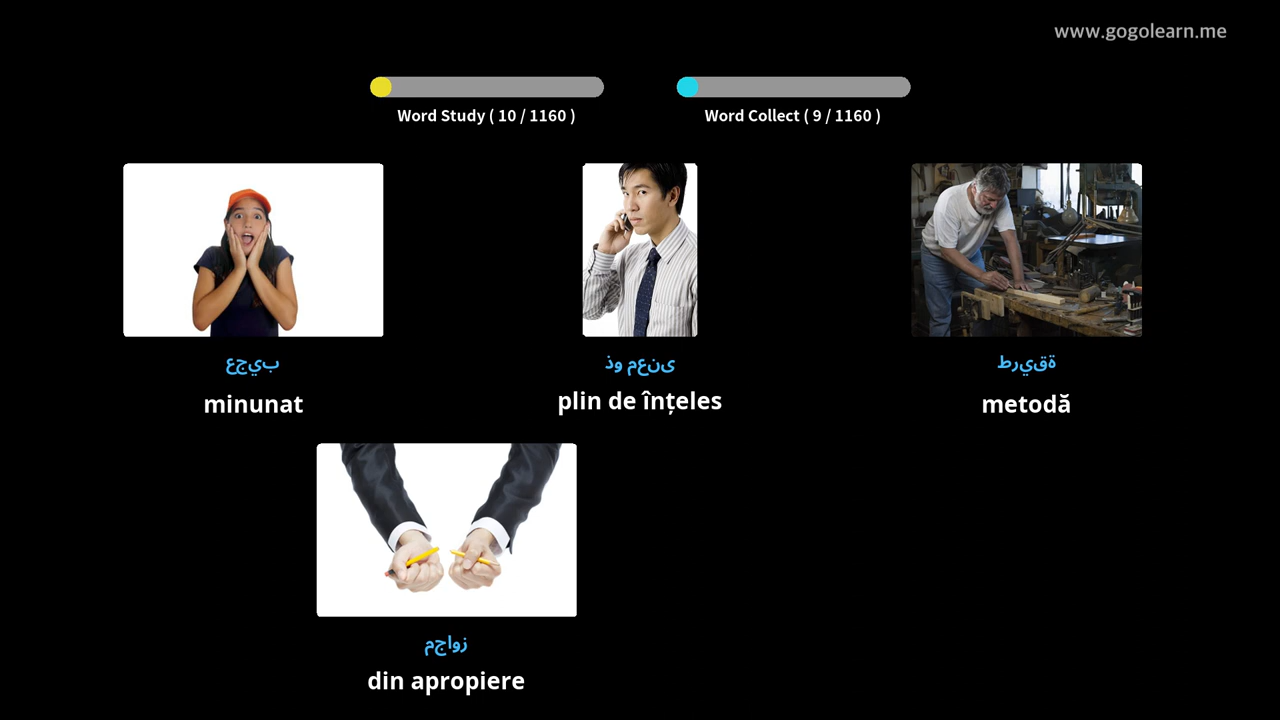 www.gogolearn.me
Word Study ( 10 / 1160 )
Word Collect ( 9 / 1160 )
عجيب
minunat
ذو معنى
plin de înțeles
طريقة
metodă
مجاوز
din apropiere